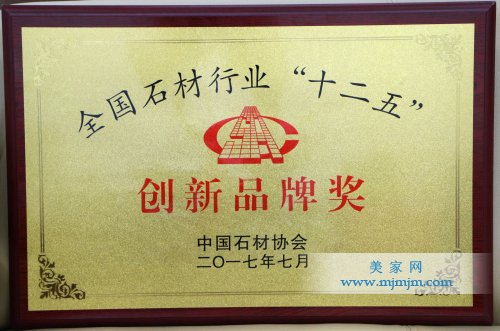 全国石材行业“十二五”
创新品牌奖
中国石材协会
二〇一七年七月
美家网
www.mjmjm.com